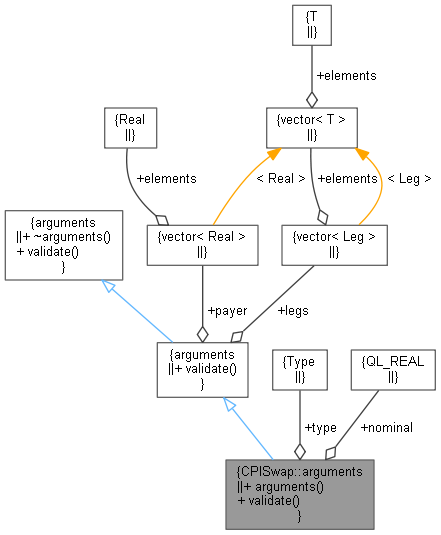 {T
||}
+elements
{Real
||}
{vector< T >
||}
+elements
< Real >
+elements
< Leg >
{arguments
||+ ~arguments()
+ validate()
}
{vector< Real >
||}
{vector< Leg >
||}
+payer
+legs
{arguments
||+ validate()
}
{Type
||}
{QL_REAL
||}
+type
+nominal
{CPISwap::arguments
||+ arguments()
+ validate()
}